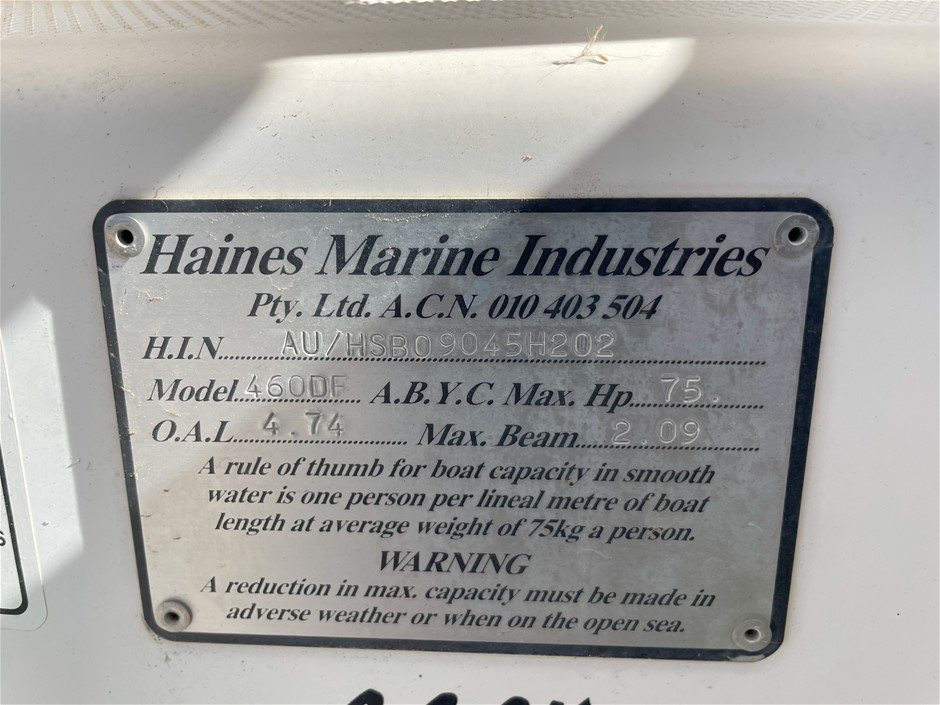 Haines Marine Industries
Pty. Ltd. A.C.N. 010 403 504
H.I.N. AU/HSB09045H202
Model 460DF A.B.Y.C. Max. Hp. 75.
O.A.L. 4.74 Max. Beam 2.09
A rule of thumb for boat capacity in smooth
water is one person per lineal metre of boat
length at average weight of 75kg a person.
WARNING
A reduction in max. capacity must be made in
adverse weather or when on the open sea.